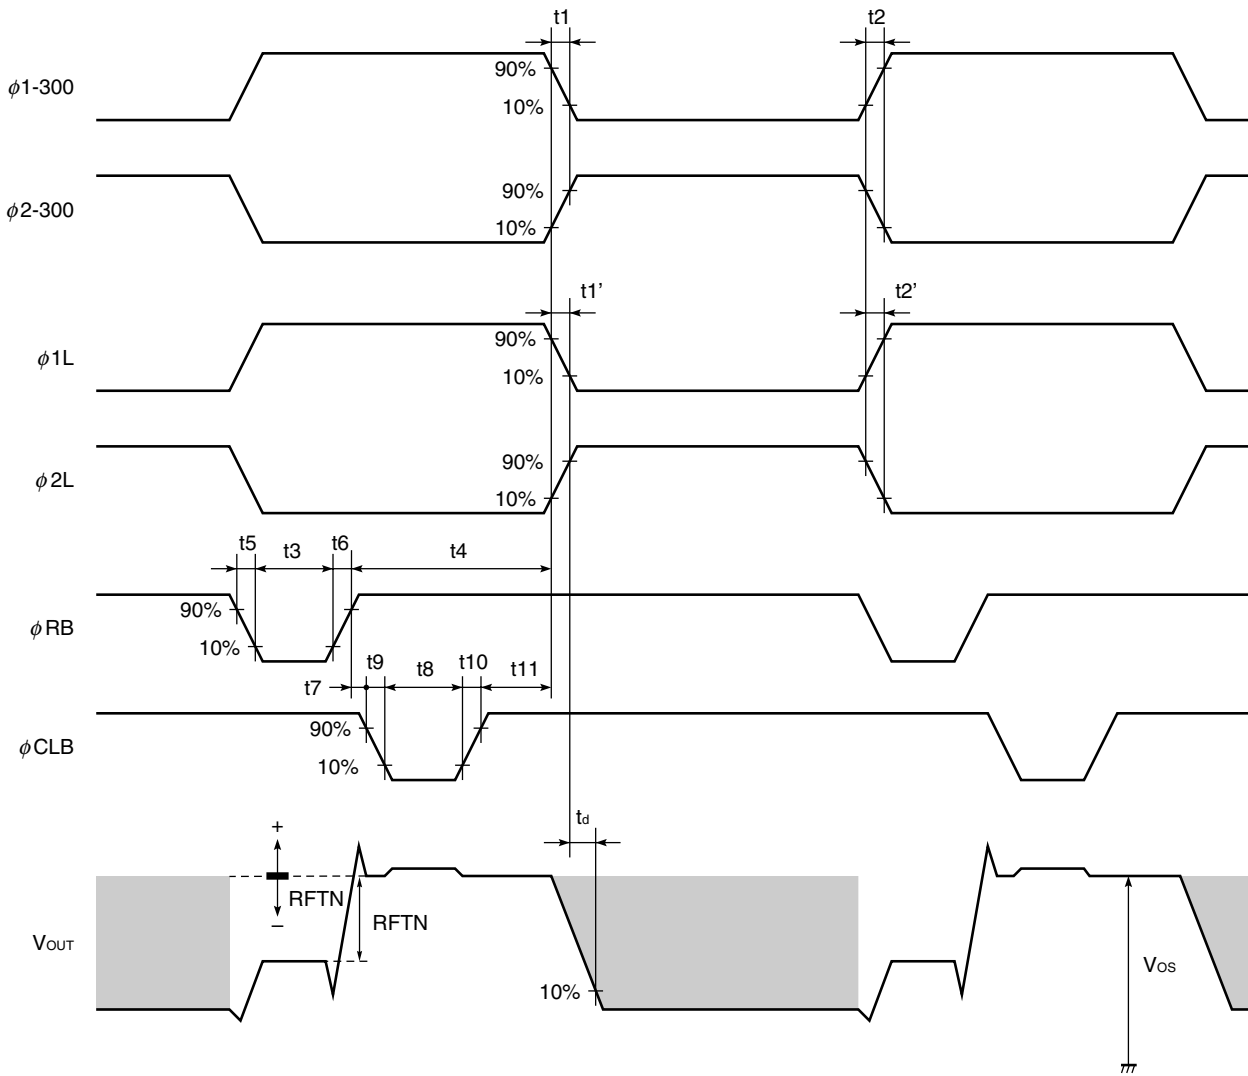 t1
t2
90%
ϕ1-300
10%
90%
ϕ2-300
10%
t1'
t2'
90%
ϕ1L
10%
90%
ϕ2L
10%
t5
t3
t6
t4
90%
ϕRB
10%
t9
t8
t10
t11
t7
90%
ϕCLB
10%
td
+
RFTN
−
RFTN
VOUT
VOS
10%